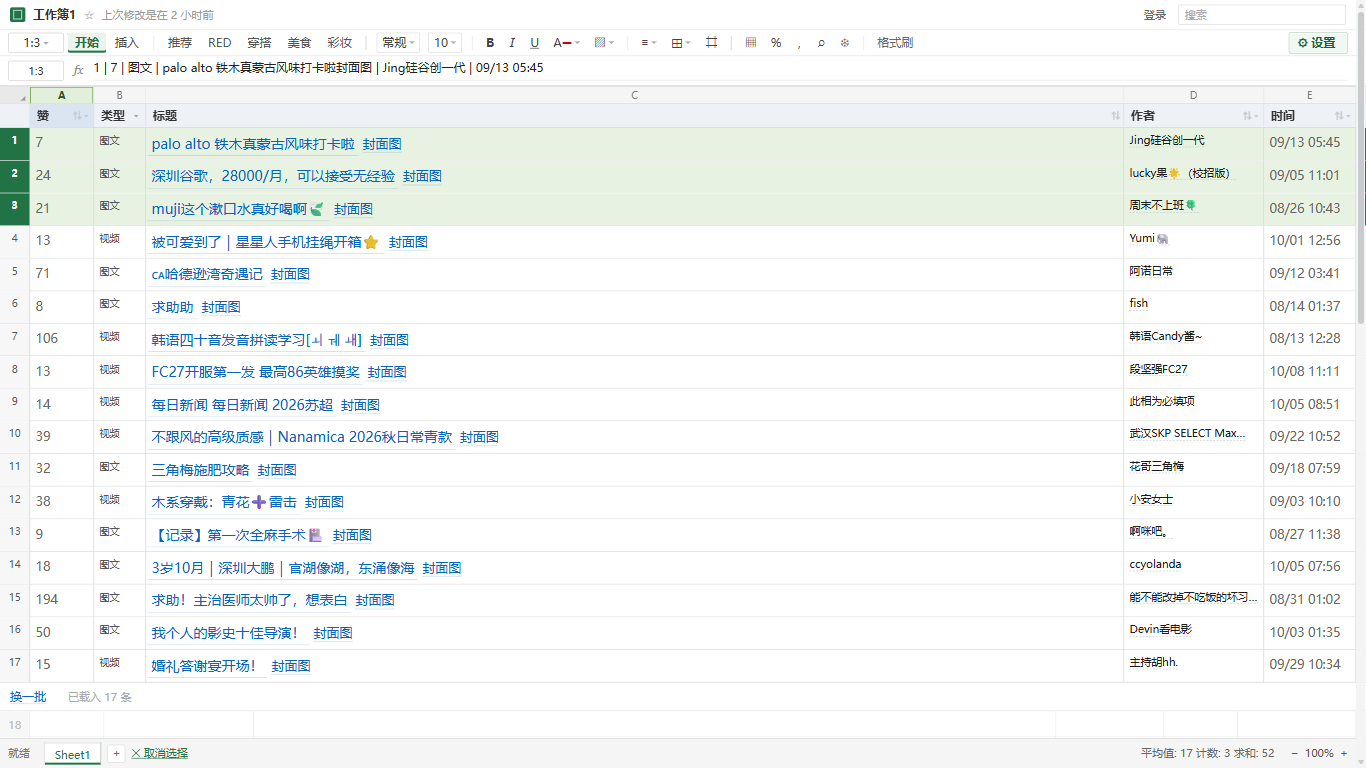 工作簿1 ☆ 上次修改是在 2 小时前 登录 搜索
1:3 开始 插入 推荐 RED 穿搭 美食 彩妆 常规 10 B I U A ≡ % , 格式刷 设置
1:3 fx 1 | 7 | 图文 | palo alto 铁木真蒙古风味打卡啦封面图 | Jing硅谷创一代 | 09/13 05:45
A B C D E
赞 类型 标题 作者 时间
1 7 图文 palo alto 铁木真蒙古风味打卡啦 封面图 Jing硅谷创一代 09/13 05:45
2 24 图文 深圳谷歌，28000/月，可以接受无经验 封面图 lucky果☀️（校招版） 09/05 11:01
3 21 图文 muji这个漱口水真好喝啊🍃 封面图 周末不上班🍀 08/26 10:43
4 13 视频 被可爱到了｜星星人手机挂绳开箱⭐ 封面图 Yumi🐘 10/01 12:56
5 71 图文 ᴄᴀ哈德逊湾奇遇记 封面图 阿诺日常 09/12 03:41
6 8 图文 求助助 封面图 fish 08/14 01:37
7 106 视频 韩语四十音发音拼读学习[ㅚ ㅞ ㅙ] 封面图 韩语Candy酱~ 08/13 12:28
8 13 视频 FC27开服第一发 最高86英雄摸奖 封面图 段坚强FC27 10/08 11:11
9 14 视频 每日新闻 每日新闻 2026苏超 封面图 此相为必填项 10/05 08:51
10 39 视频 不跟风的高级质感｜Nanamica 2026秋日常青款 封面图 武汉SKP SELECT Max... 09/22 10:52
11 32 图文 三角梅施肥攻略 封面图 花哥三角梅 09/18 07:59
12 38 视频 木系穿戴：青花➕雷击 封面图 小安女士 09/03 10:10
13 9 图文 【记录】第一次全麻手术 封面图 啊咪吧。 08/27 11:38
14 18 图文 3岁10月｜深圳大鹏｜官湖像湖，东涌像海 封面图 ccyolanda 10/05 07:56
15 194 图文 求助！主治医师太帅了，想表白 封面图 能不能改掉不吃饭的坏习... 08/31 01:02
16 50 图文 我个人的影史十佳导演！ 封面图 Devin看电影 10/03 01:35
17 15 视频 婚礼答谢宴开场！ 封面图 主持胡hh. 09/29 10:34
换一批 已载入 17 条
18
就绪 Sheet1 + 取消选择 平均值: 17 计数: 3 求和: 52 − 100% +